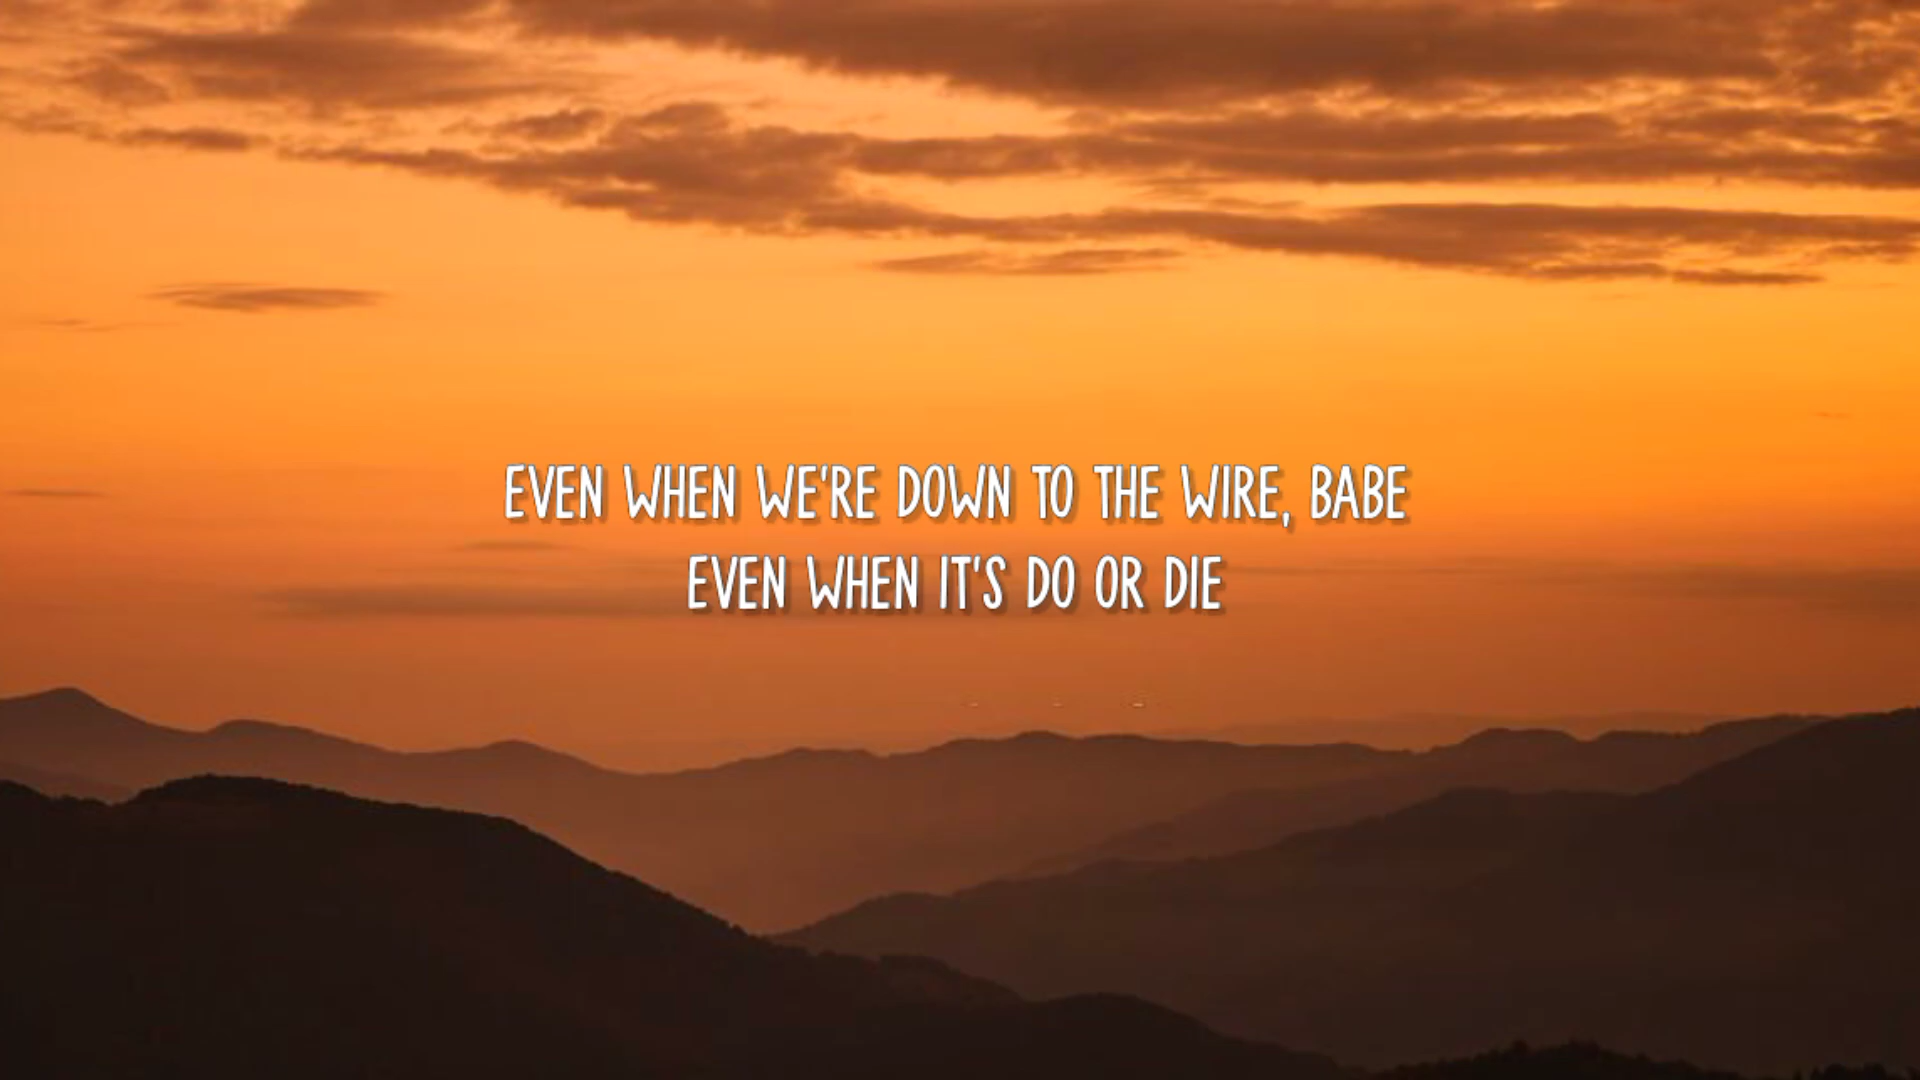 EVEN WHEN WE'RE DOWN TO THE WIRE, BABE
EVEN WHEN IT'S DO OR DIE